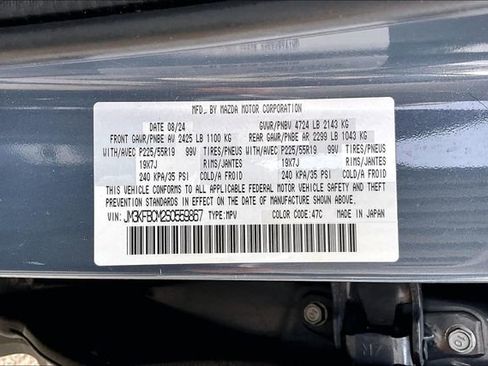 MFD. BY MAZDA MOTOR CORPORATION
DATE 08/24 GVWR/PNBV 4724 LB 2143 KG
FRONT GAWR/PNBE AV 2425 LB 1100 KG REAR GAWR/PNBE AR 2299 LB 1043 KG
WITH/AVEC P225/55R19 99V TIRES/PNEUS WITH/AVEC P225/55R19 99V TIRES/PNEUS
19X7J RIMS/JANTES 19X7J RIMS/JANTES
240 KPA/35 PSI COLD/A FROID 240 KPA/35 PSI COLD/A FROID
THIS VEHICLE CONFORMS TO ALL APPLICABLE FEDERAL MOTOR VEHICLE SAFETY, BUMPER, AND THEFT
PREVENTION STANDARDS IN EFFECT ON THE DATE OF MANUFACTURE SHOWN ABOVE.
VIN: JM3KFBCM2S0559867 TYPE: MPV COLOR CODE: 47C MADE IN JAPAN